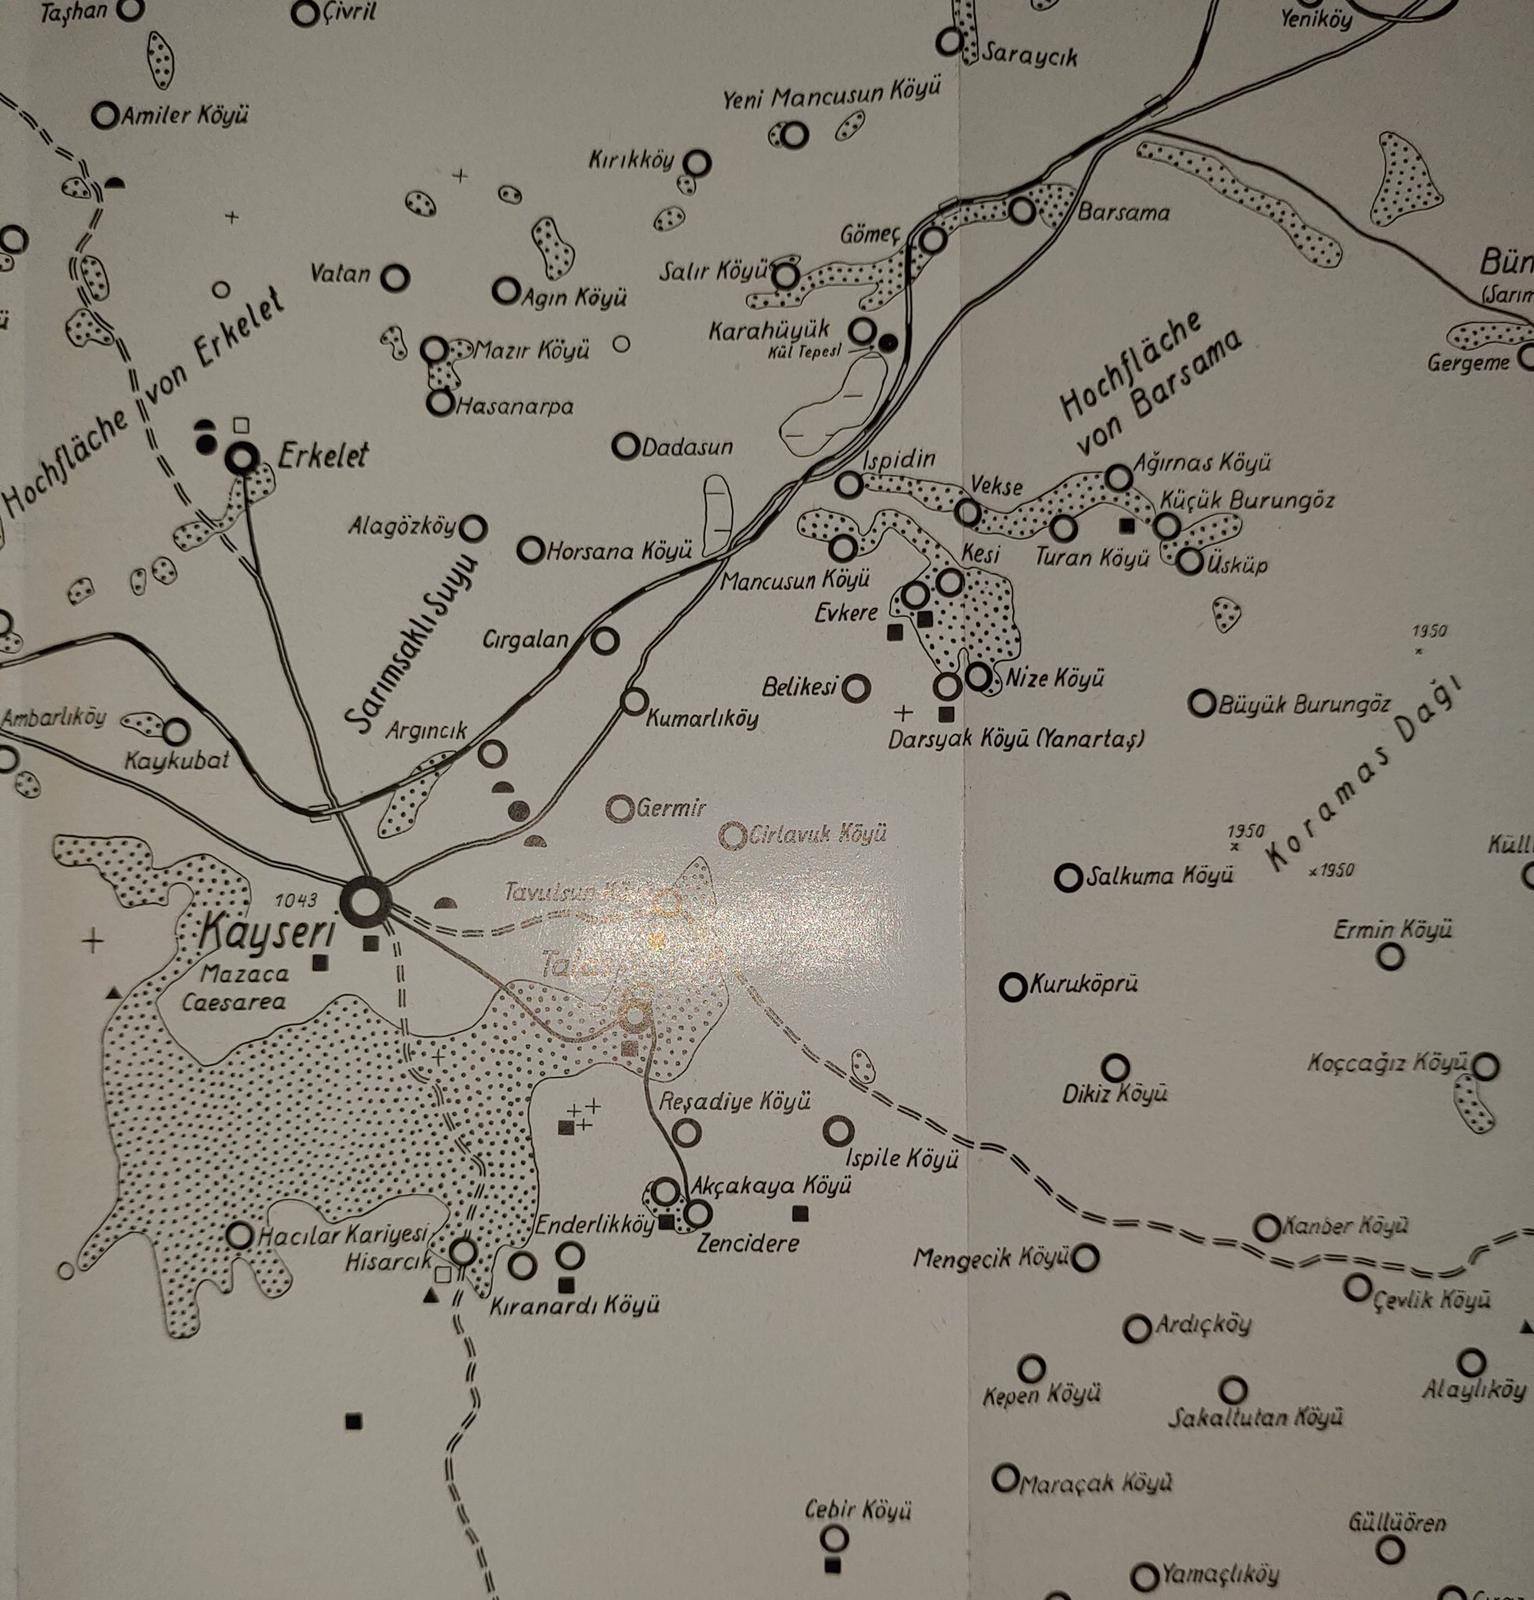 Taşhan
Çivril
Yeniköy
Saraycık
Amiler Köyü
Yeni Mancusun Köyü
Kırıkköy
Barsama
Gömeç
Vatan
Salır Köyü
Bün
(Sarım
Agın Köyü
Karahüyük
Kül Tepesi
Mazır Köyü
Gergeme
Hochfläche von Erkelet
Hochfläche
von Barsama
Hasanarpa
Erkelet
Dadasun
Ispidin
Ağırnas Köyü
Vekse
Küçük Burungöz
Alagözköy
Horsana Köyü
Turan Köyü
Üsküp
Kesi
Mancusun Köyü
Evkere
Sarımsaklı Suyu
Cırgalan
1950
Nize Köyü
Belikesi
Büyük Burungöz
Ambarlıköy
Kumarlıköy
Argıncık
Darsyak Köyü (Yanartaş)
Kaykubat
Koramas Dağı
Germir
Cirlavuk Köyü
1950
Küll
1950
Salkuma Köyü
1043
Kayseri
Ermin Köyü
Mazaca
Caesarea
Kuruköprü
Koçcağız Köyü
Dikiz Köyü
Reşadiye Köyü
Ispile Köyü
Akçakaya Köyü
Enderlikköy
Zencidere
Hacılar Kariyesi
Hisarcık
Kanber Köyü
Mengecik Köyü
Çevlik Köyü
Kıranardı Köyü
Ardıçköy
Kepen Köyü
Sakaltutan Köyü
Alaylıköy
Maraçak Köyü
Cebir Köyü
Güllüören
Yamaçlıköy